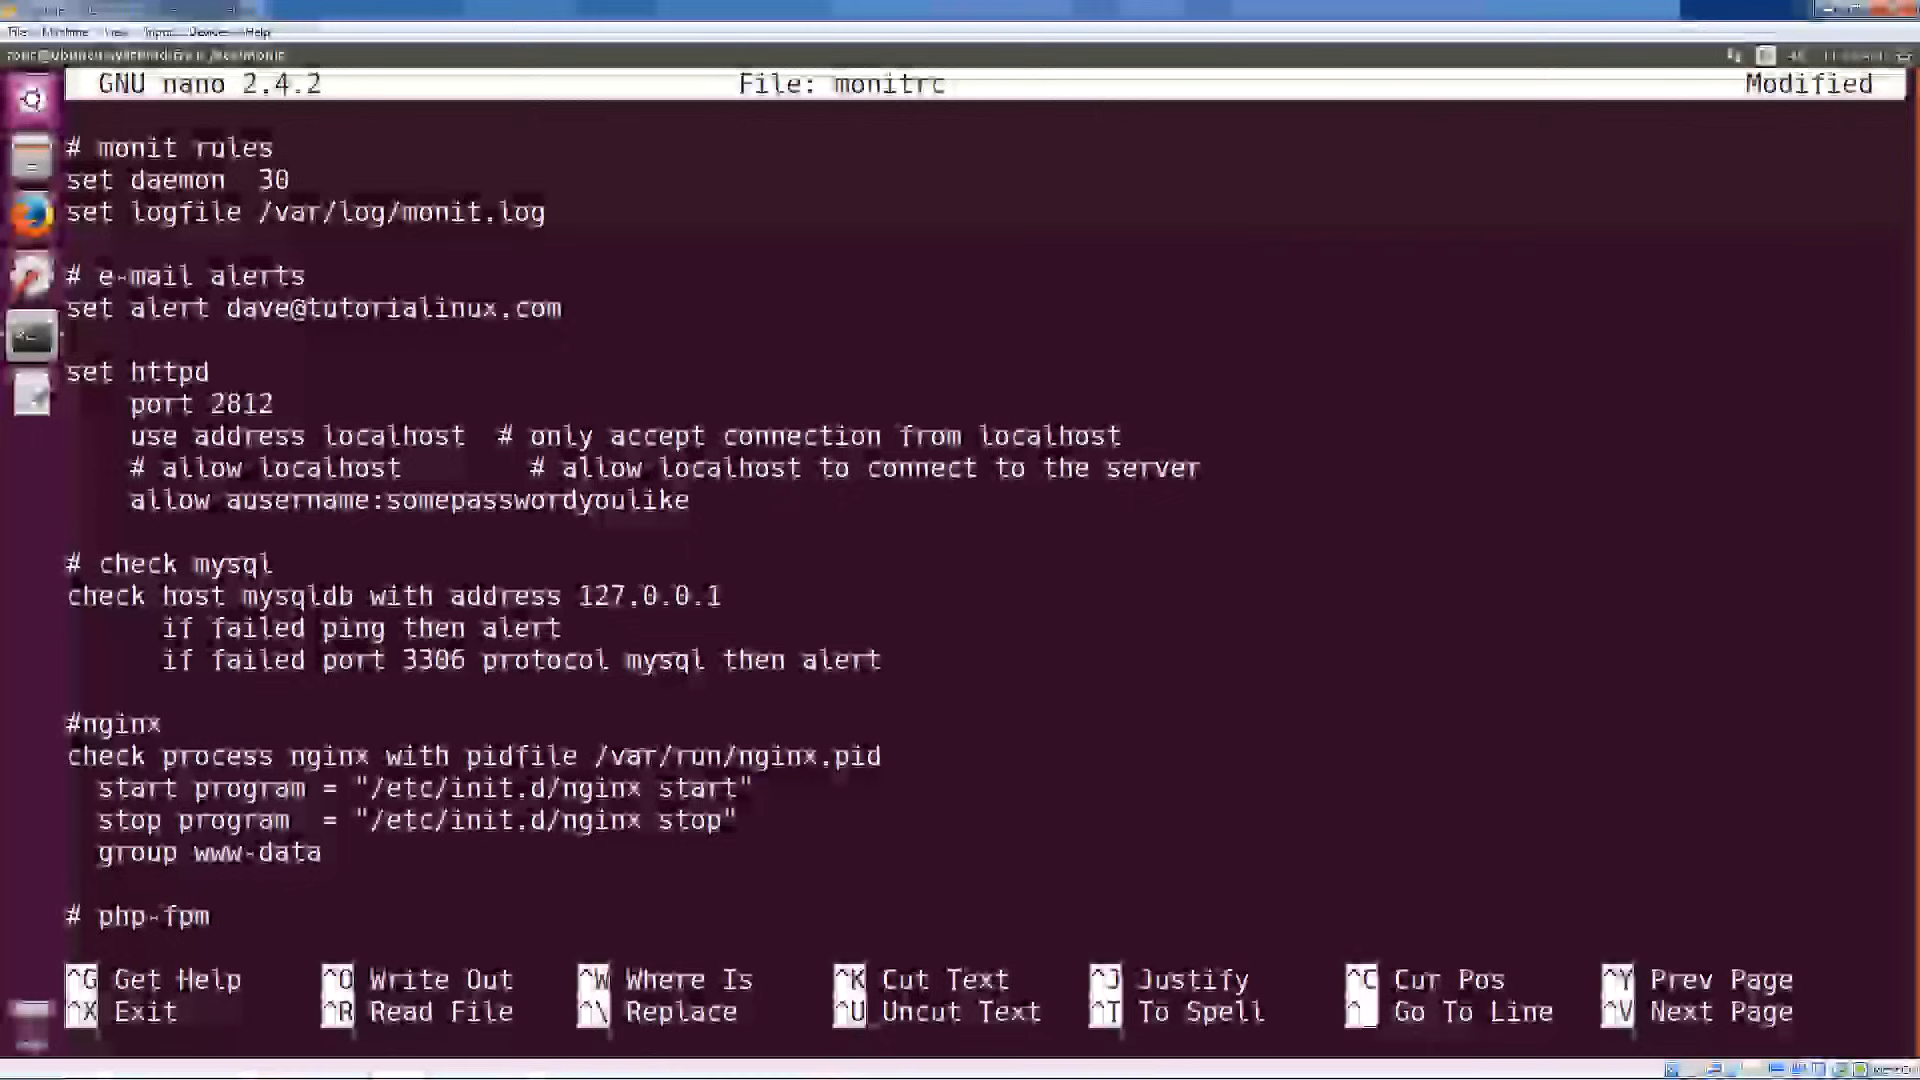 File Machine View Input Devices Help
GNU nano 2.4.2 File: monitrc Modified
# monit rules
set daemon  30
set logfile /var/log/monit.log
# e-mail alerts
set alert dave@tutorialinux.com
set httpd
port 2812
use address localhost  # only accept connection from localhost
# allow localhost        # allow localhost to connect to the server
allow ausername:somepasswordyoulike
# check mysql
check host mysqldb with address 127.0.0.1
if failed ping then alert
if failed port 3306 protocol mysql then alert
#nginx
check process nginx with pidfile /var/run/nginx.pid
start program = "/etc/init.d/nginx start"
stop program  = "/etc/init.d/nginx stop"
group www-data
# php-fpm
^G Get Help ^O Write Out ^W Where Is ^K Cut Text ^J Justify ^C Cur Pos ^Y Prev Page
^X Exit ^R Read File ^\ Replace ^U Uncut Text ^T To Spell ^_ Go To Line ^V Next Page